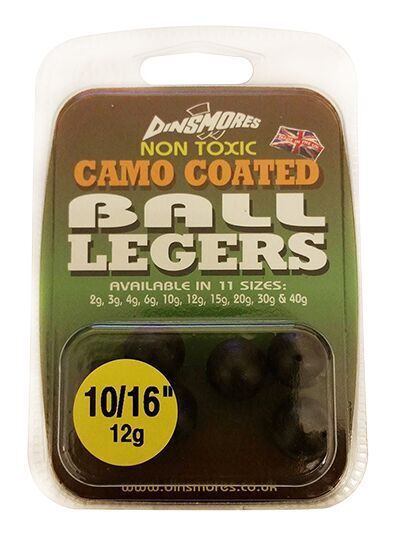 DINSMORES
NON TOXIC
CAMO COATED
BALL
LEGERS
AVAILABLE IN 11 SIZES:
2g, 3g, 4g, 6g, 10g, 12g, 15g, 20g, 30g & 40g
10/16"
12g
www.dinsmores.co.uk